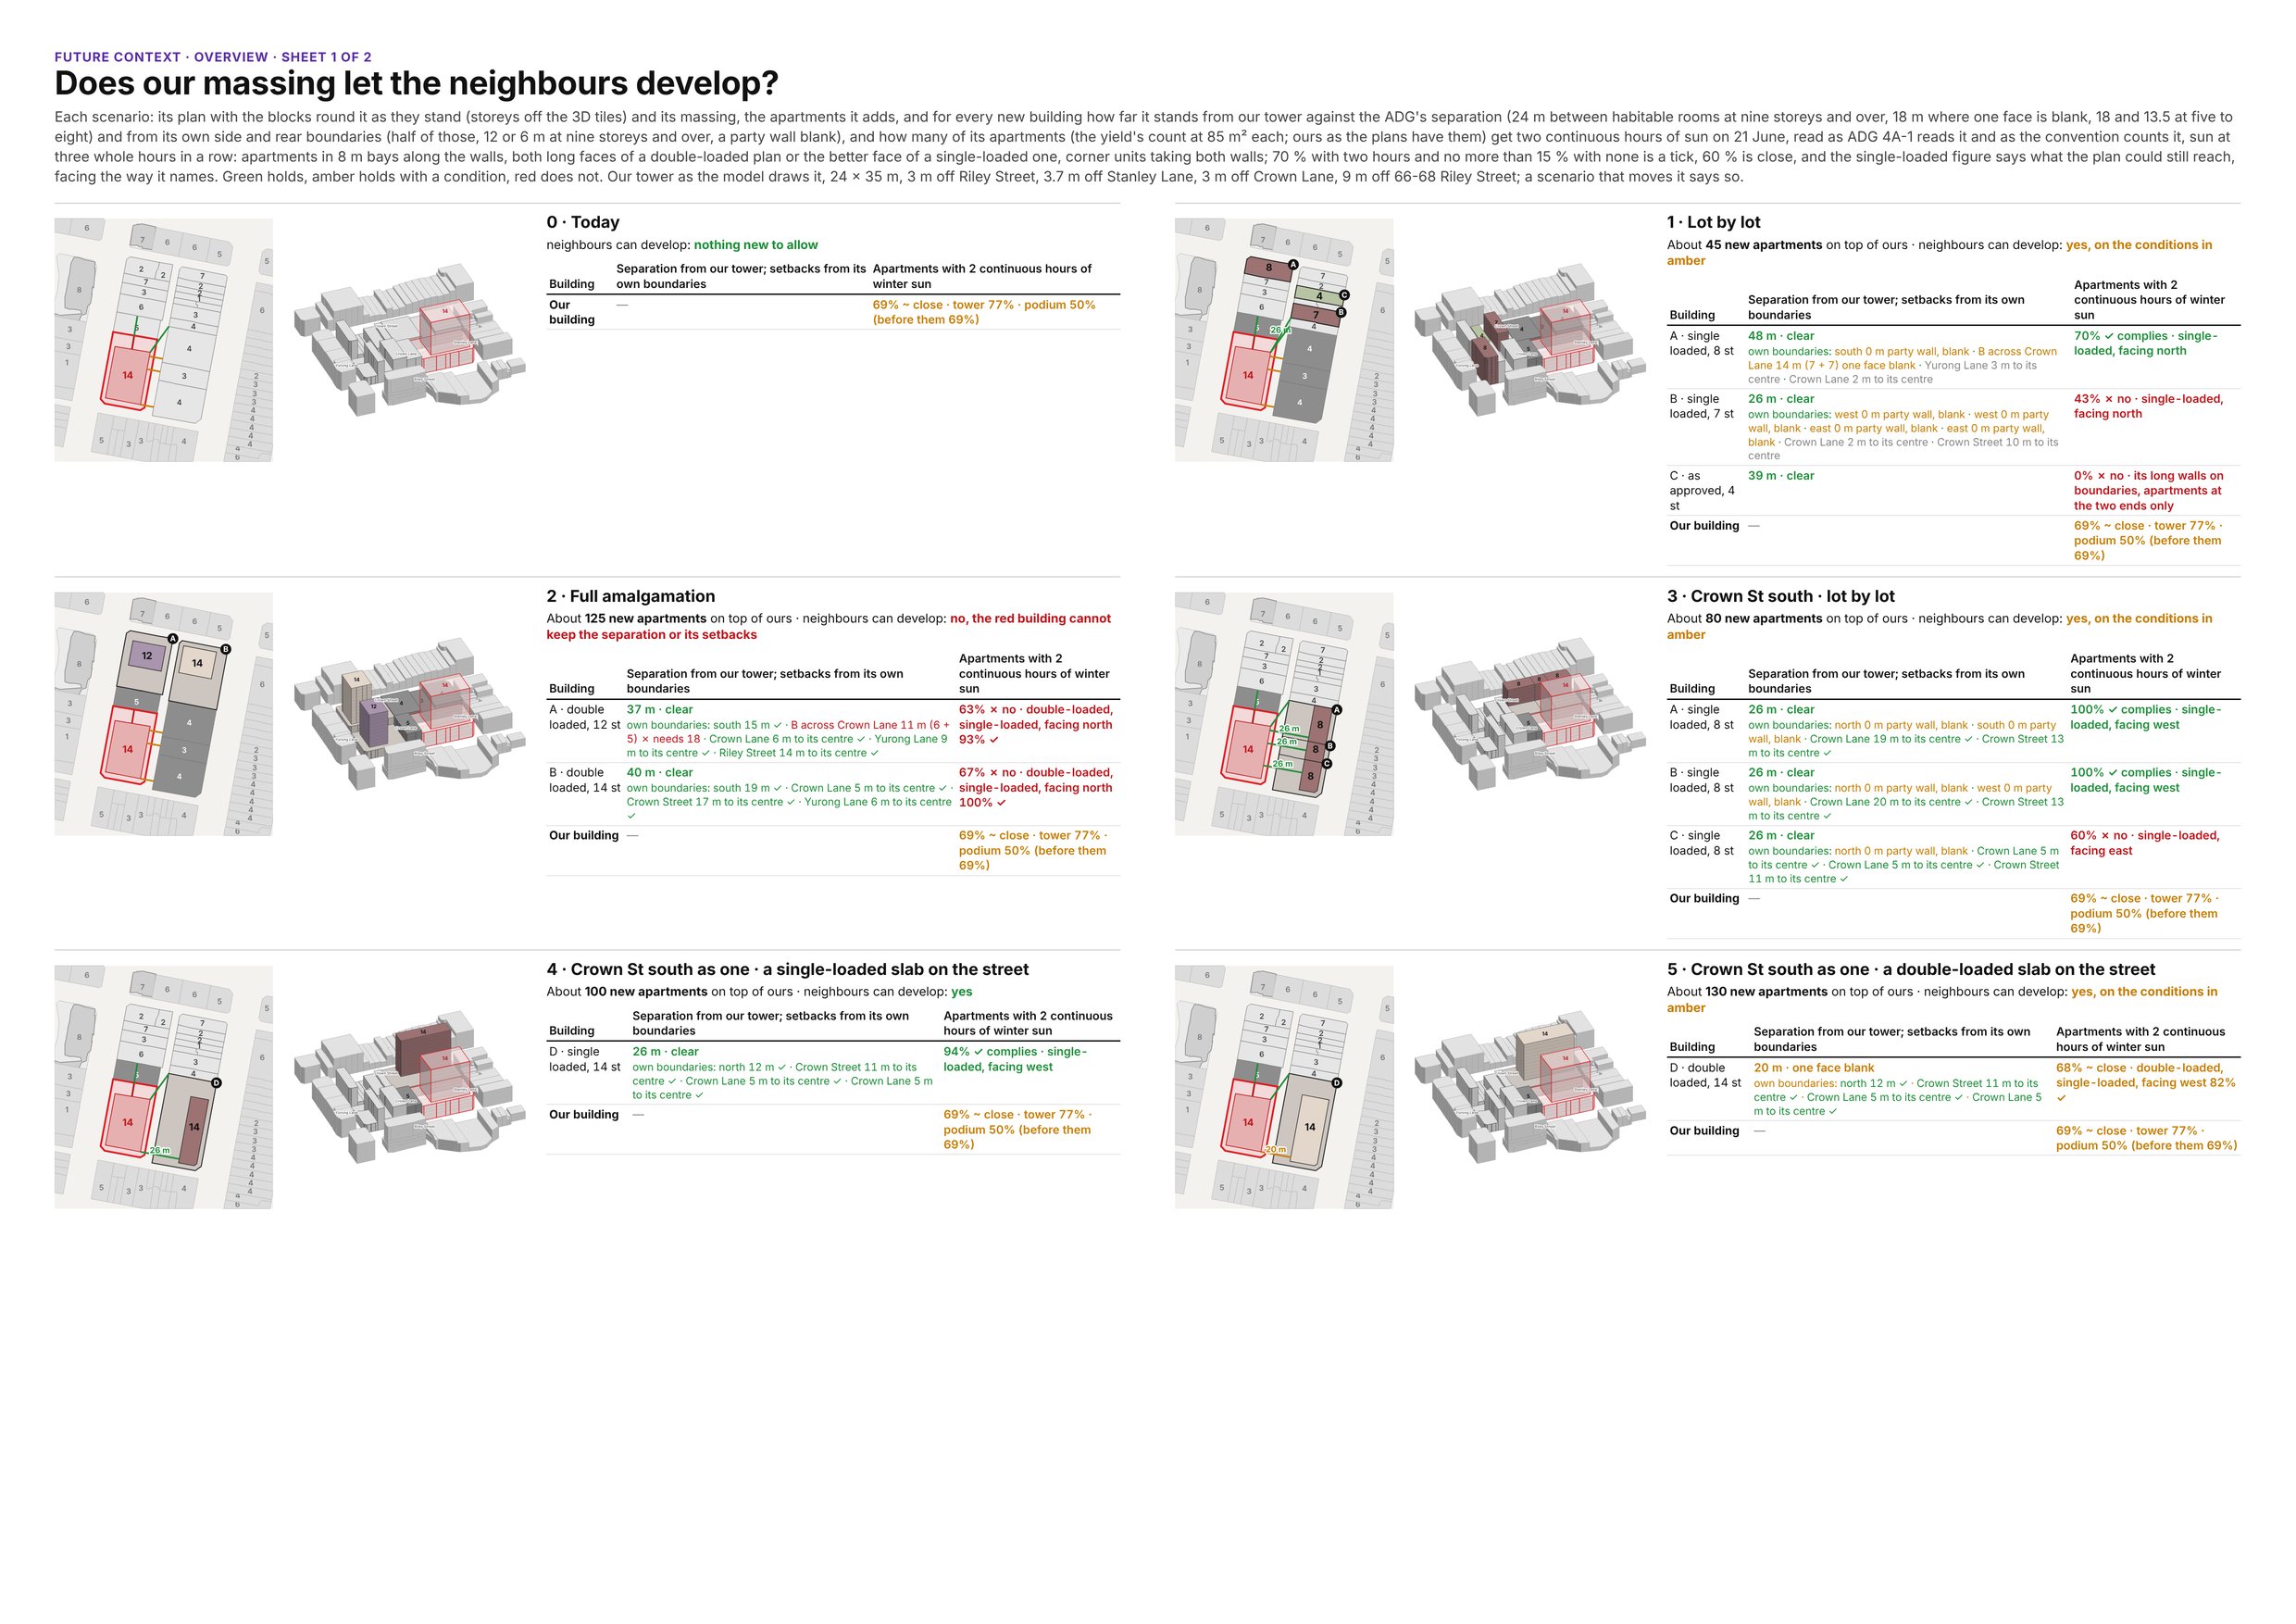 FUTURE CONTEXT · OVERVIEW · SHEET 1 OF 2
Does our massing let the neighbours develop?
Each scenario: its plan with the blocks round it as they stand (storeys off the 3D tiles) and its massing, the apartments it adds, and for every new building how far it stands from our tower against the ADG's separation (24 m between habitable rooms at nine storeys and over, 18 m where one face is blank, 18 and 13.5 at five to
eight) and from its own side and rear boundaries (half of those, 12 or 6 m at nine storeys and over, a party wall blank), and how many of its apartments (the yield's count at 85 m² each; ours as the plans have them) get two continuous hours of sun on 21 June, read as ADG 4A-1 reads it and as the convention counts it, sun at
three whole hours in a row: apartments in 8 m bays along the walls, both long faces of a double-loaded plan or the better face of a single-loaded one, corner units taking both walls; 70 % with two hours and no more than 15 % with none is a tick, 60 % is close, and the single-loaded figure says what the plan could still reach,
facing the way it names. Green holds, amber holds with a condition, red does not. Our tower as the model draws it, 24 × 35 m, 3 m off Riley Street, 3.7 m off Stanley Lane, 3 m off Crown Lane, 9 m off 66-68 Riley Street; a scenario that moves it says so.
0 · Today
neighbours can develop: nothing new to allow
Building
Separation from our tower; setbacks from its
own boundaries
Apartments with 2 continuous hours of
winter sun
Our
building
—
69% ~ close · tower 77% · podium 50%
(before them 69%)
1 · Lot by lot
About 45 new apartments on top of ours · neighbours can develop: yes, on the conditions in
amber
Building
Separation from our tower; setbacks from its own
boundaries
Apartments with 2
continuous hours of winter
sun
A · single
loaded, 8 st
48 m · clear
own boundaries: south 0 m party wall, blank · B across Crown
Lane 14 m (7 + 7) one face blank · Yurong Lane 3 m to its
centre · Crown Lane 2 m to its centre
70% ✓ complies · single-
loaded, facing north
B · single
loaded, 7 st
26 m · clear
own boundaries: west 0 m party wall, blank · west 0 m party
wall, blank · east 0 m party wall, blank · east 0 m party wall,
blank · Crown Lane 2 m to its centre · Crown Street 10 m to its
centre
43% × no · single-loaded,
facing north
C · as
approved, 4
st
39 m · clear
0% × no · its long walls on
boundaries, apartments at
the two ends only
Our building
—
69% ~ close · tower 77% ·
podium 50% (before them
69%)
2 · Full amalgamation
About 125 new apartments on top of ours · neighbours can develop: no, the red building cannot
keep the separation or its setbacks
Building
Separation from our tower; setbacks from its own
boundaries
Apartments with 2
continuous hours of winter
sun
A · double
loaded, 12 st
37 m · clear
own boundaries: south 15 m ✓ · B across Crown Lane 11 m (6 +
5) × needs 18 · Crown Lane 6 m to its centre ✓ · Yurong Lane 9
m to its centre ✓ · Riley Street 14 m to its centre ✓
63% × no · double-loaded,
single-loaded, facing north
93% ✓
B · double
loaded, 14 st
40 m · clear
own boundaries: south 19 m ✓ · Crown Lane 5 m to its centre ✓ ·
Crown Street 17 m to its centre ✓ · Yurong Lane 6 m to its centre
✓
67% × no · double-loaded,
single-loaded, facing north
100% ✓
Our building
—
69% ~ close · tower 77% ·
podium 50% (before them
69%)
3 · Crown St south · lot by lot
About 80 new apartments on top of ours · neighbours can develop: yes, on the conditions in
amber
Building
Separation from our tower; setbacks from its own
boundaries
Apartments with 2
continuous hours of winter
sun
A · single
loaded, 8 st
26 m · clear
own boundaries: north 0 m party wall, blank · south 0 m party
wall, blank · Crown Lane 19 m to its centre ✓ · Crown Street 13
m to its centre ✓
100% ✓ complies · single-
loaded, facing west
B · single
loaded, 8 st
26 m · clear
own boundaries: north 0 m party wall, blank · west 0 m party
wall, blank · Crown Lane 20 m to its centre ✓ · Crown Street 13
m to its centre ✓
100% ✓ complies · single-
loaded, facing west
C · single
loaded, 8 st
26 m · clear
own boundaries: north 0 m party wall, blank · Crown Lane 5 m
to its centre ✓ · Crown Lane 5 m to its centre ✓ · Crown Street
11 m to its centre ✓
60% × no · single-loaded,
facing east
Our building
—
69% ~ close · tower 77% ·
podium 50% (before them
69%)
4 · Crown St south as one · a single-loaded slab on the street
About 100 new apartments on top of ours · neighbours can develop: yes
Building
Separation from our tower; setbacks from its own
boundaries
Apartments with 2 continuous
hours of winter sun
D · single
loaded, 14 st
26 m · clear
own boundaries: north 12 m ✓ · Crown Street 11 m to its
centre ✓ · Crown Lane 5 m to its centre ✓ · Crown Lane 5 m
to its centre ✓
94% ✓ complies · single-
loaded, facing west
Our building
—
69% ~ close · tower 77% ·
podium 50% (before them
69%)
5 · Crown St south as one · a double-loaded slab on the street
About 130 new apartments on top of ours · neighbours can develop: yes, on the conditions in
amber
Building
Separation from our tower; setbacks from its own
boundaries
Apartments with 2 continuous
hours of winter sun
D · double
loaded, 14 st
20 m · one face blank
own boundaries: north 12 m ✓ · Crown Street 11 m to its
centre ✓ · Crown Lane 5 m to its centre ✓ · Crown Lane 5
m to its centre ✓
68% ~ close · double-loaded,
single-loaded, facing west 82%
✓
Our building
—
69% ~ close · tower 77% ·
podium 50% (before them 69%)